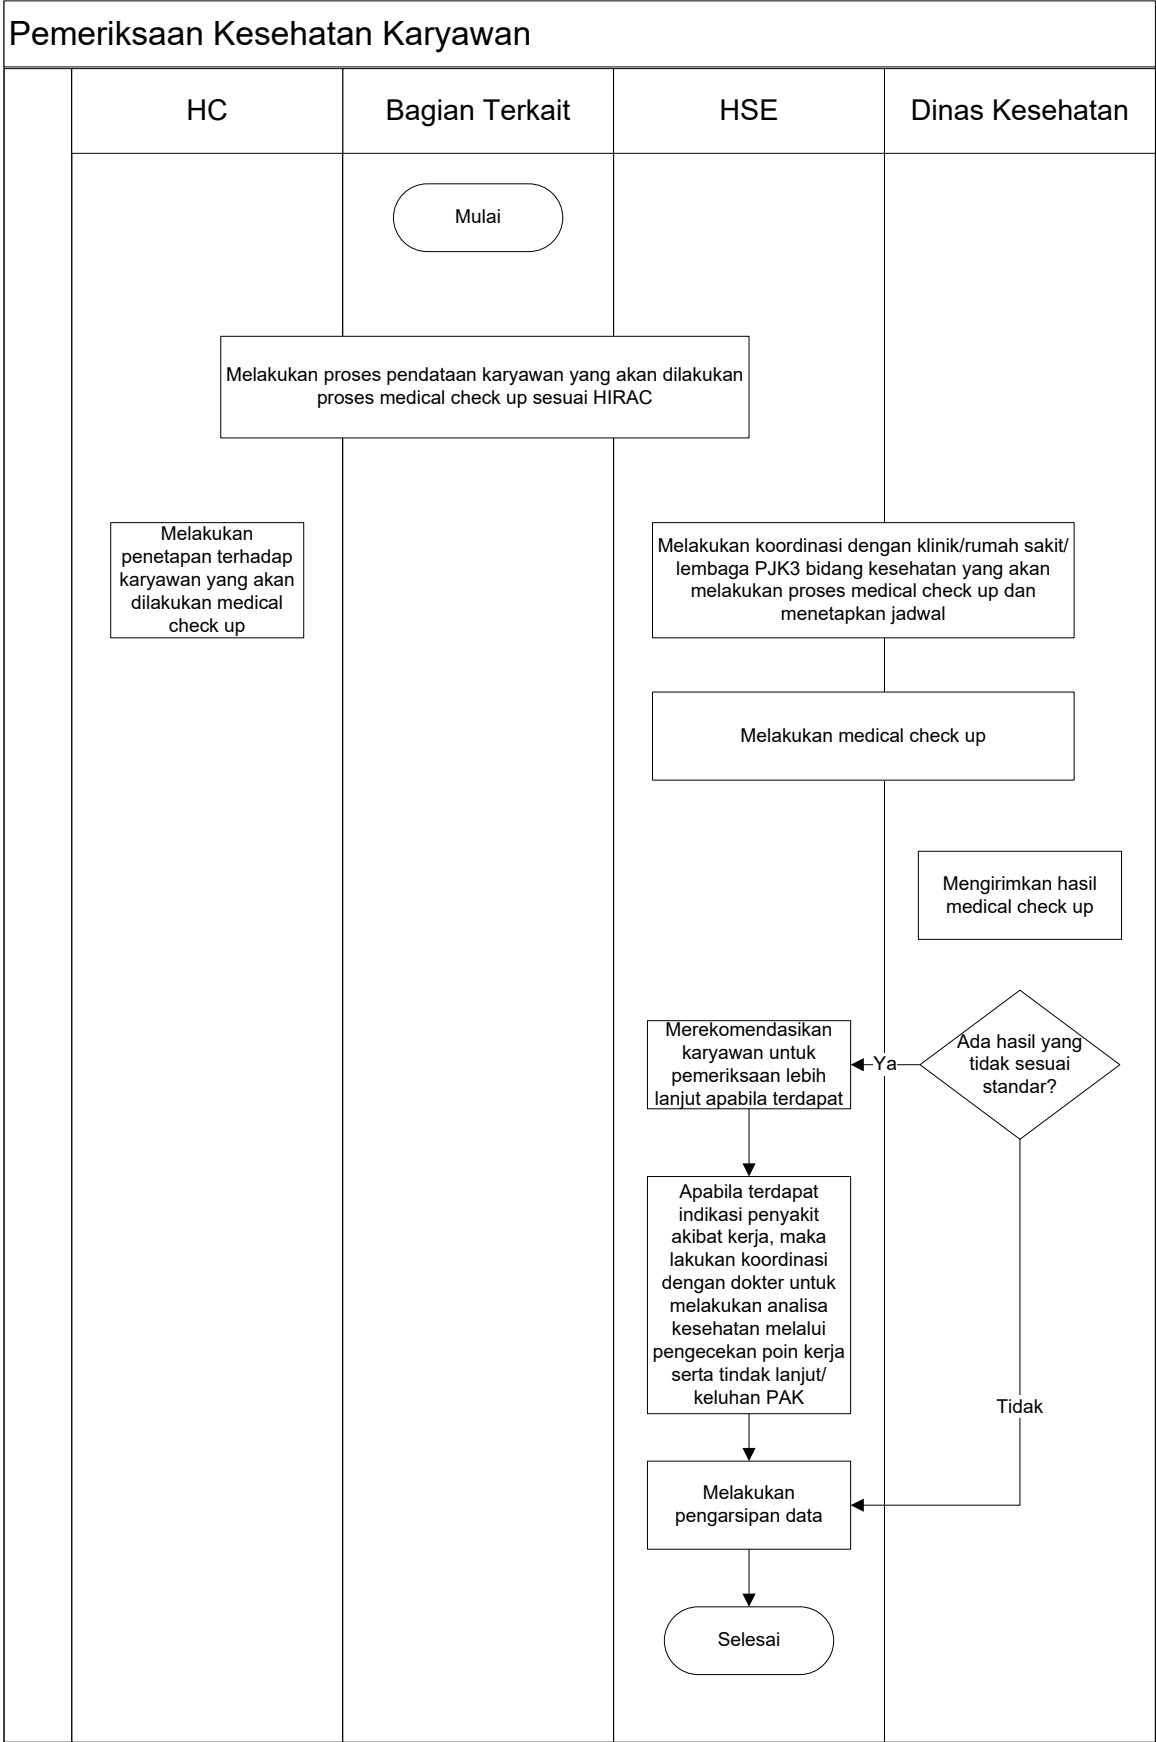 Pemeriksaan Kesehatan Karyawan
HC
Bagian Terkait
HSE
Dinas Kesehatan
Mulai
Melakukan proses pendataan karyawan yang akan dilakukan
proses medical check up sesuai HIRAC
Melakukan
penetapan terhadap
karyawan yang akan
dilakukan medical
check up
Melakukan koordinasi dengan klinik/rumah sakit/
lembaga PJK3 bidang kesehatan yang akan
melakukan proses medical check up dan
menetapkan jadwal
Melakukan medical check up
Mengirimkan hasil
medical check up
Ada hasil yang
tidak sesuai
standar?
Ya
Merekomendasikan
karyawan untuk
pemeriksaan lebih
lanjut apabila terdapat
Apabila terdapat
indikasi penyakit
akibat kerja, maka
lakukan koordinasi
dengan dokter untuk
melakukan analisa
kesehatan melalui
pengecekan poin kerja
serta tindak lanjut/
keluhan PAK
Tidak
Melakukan
pengarsipan data
Selesai